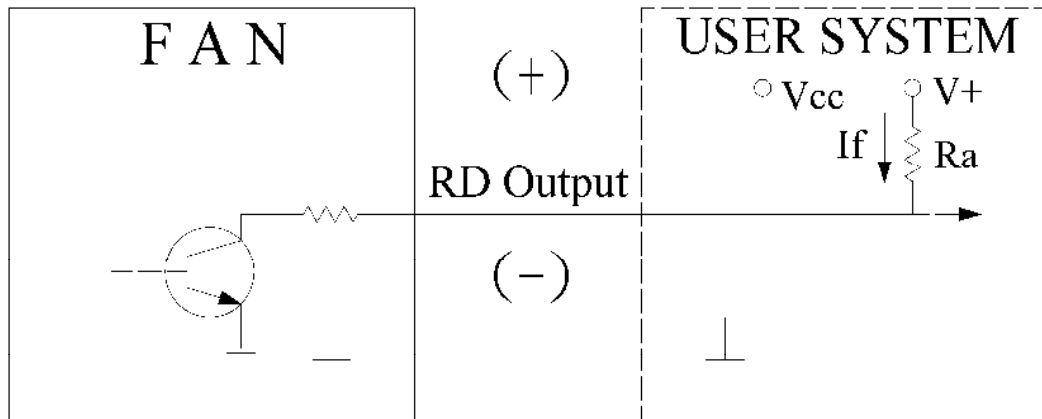 F A N
USER SYSTEM
(+)
Vcc
V+
If
Ra
RD Output
(-)